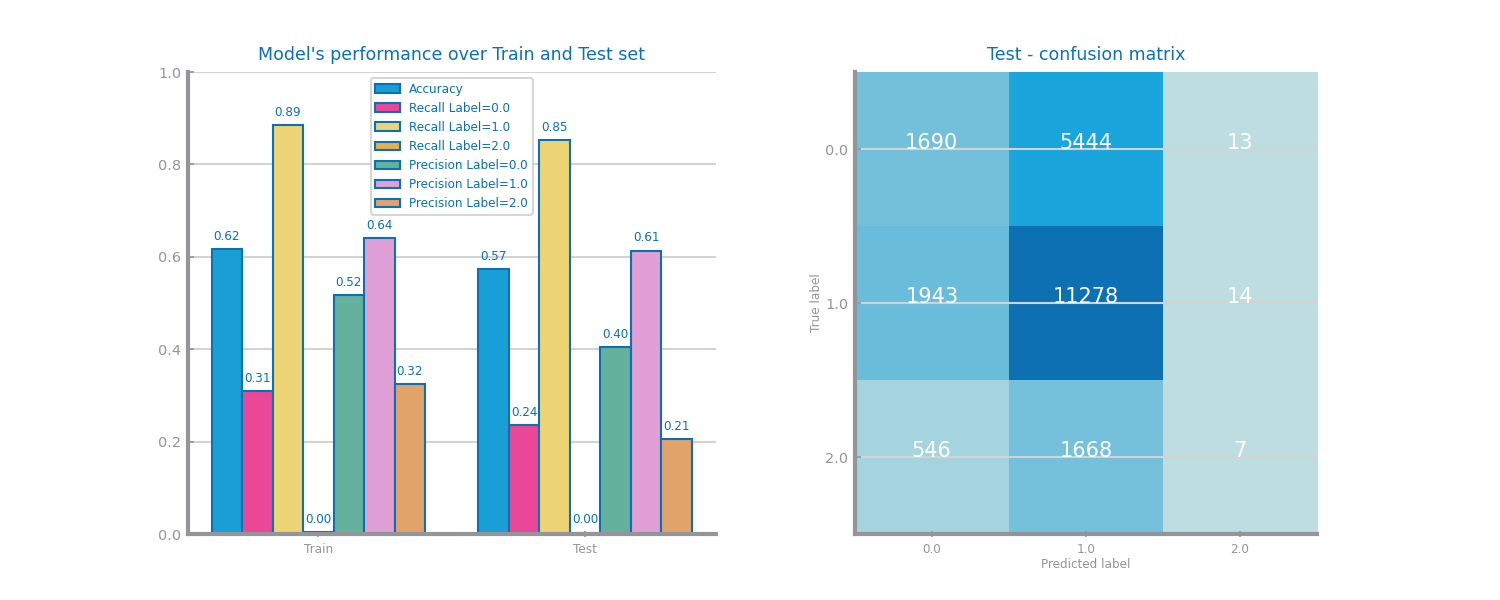 Model's performance over Train and Test set
1.0
0.8
0.6
0.4
0.2
0.0
Accuracy
Recall Label=0.0
Recall Label=1.0
Recall Label=2.0
Precision Label=0.0
Precision Label=1.0
Precision Label=2.0
0.62
0.31
0.89
0.00
0.52
0.64
0.32
0.57
0.24
0.85
0.00
0.40
0.61
0.21
Train Test
Test - confusion matrix
True label
0.0 1690 5444 13
1.0 1943 11278 14
2.0 546 1668 7
0.0 1.0 2.0
Predicted label